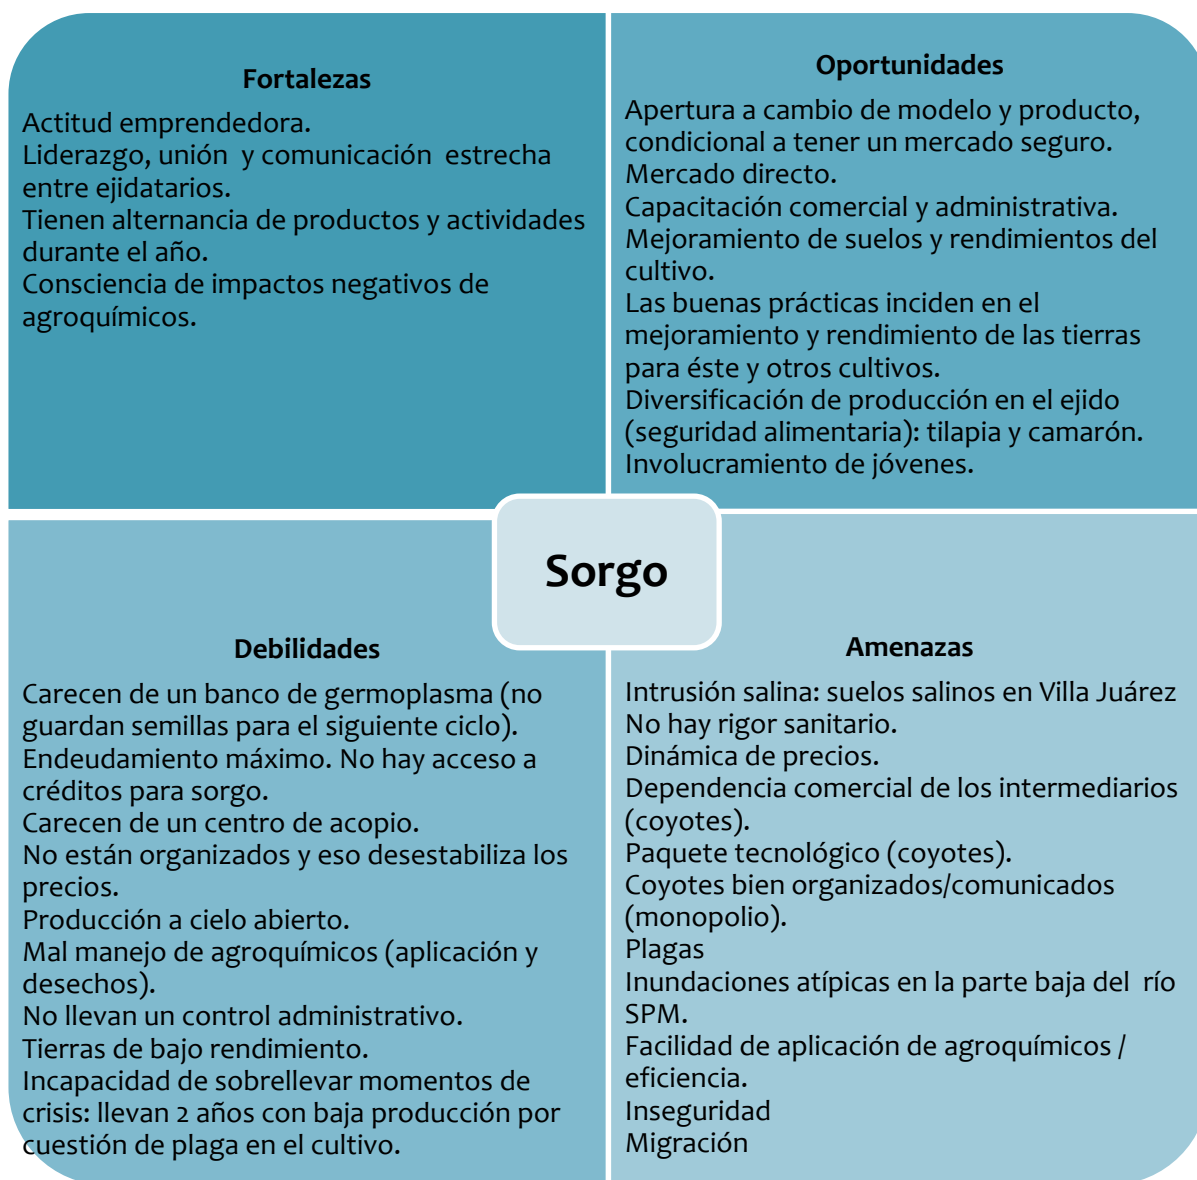 Fortalezas
Actitud emprendedora.
Liderazgo, unión y comunicación estrecha
entre ejidatarios.
Tienen alternancia de productos y actividades
durante el año.
Consciencia de impactos negativos de
agroquímicos.
Oportunidades
Apertura a cambio de modelo y producto,
condicional a tener un mercado seguro.
Mercado directo.
Capacitación comercial y administrativa.
Mejoramiento de suelos y rendimientos del
cultivo.
Las buenas prácticas inciden en el
mejoramiento y rendimiento de las tierras
para éste y otros cultivos.
Diversificación de producción en el ejido
(seguridad alimentaria): tilapia y camarón.
Involucramiento de jóvenes.
Sorgo
Debilidades
Carecen de un banco de germoplasma (no
guardan semillas para el siguiente ciclo).
Endeudamiento máximo. No hay acceso a
créditos para sorgo.
Carecen de un centro de acopio.
No están organizados y eso desestabiliza los
precios.
Producción a cielo abierto.
Mal manejo de agroquímicos (aplicación y
desechos).
No llevan un control administrativo.
Tierras de bajo rendimiento.
Incapacidad de sobrellevar momentos de
crisis: llevan 2 años con baja producción por
cuestión de plaga en el cultivo.
Amenazas
Intrusión salina: suelos salinos en Villa Juárez
No hay rigor sanitario.
Dinámica de precios.
Dependencia comercial de los intermediarios
(coyotes).
Paquete tecnológico (coyotes).
Coyotes bien organizados/comunicados
(monopolio).
Plagas
Inundaciones atípicas en la parte baja del río
SPM.
Facilidad de aplicación de agroquímicos /
eficiencia.
Inseguridad
Migración